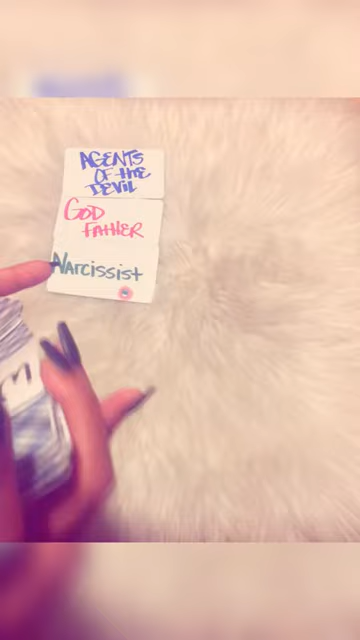 AGENTS
OF THE
DEVIL
GOD
FATHER
Narcissist